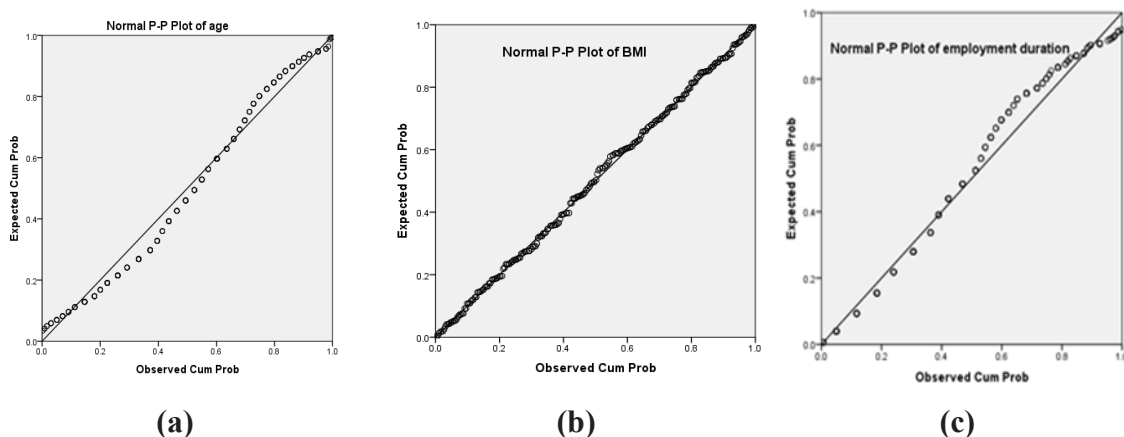 Normal P-P Plot of age
Expected Cum Prob
1.0
0.8
0.6
0.4
0.2
0.0
0.0 0.2 0.4 0.6 0.8 1.0
Observed Cum Prob
(a)
Normal P-P Plot of BMI
Expected Cum Prob
1.0
0.8
0.6
0.4
0.2
0.0
0.0 0.2 0.4 0.6 0.8 1.0
Observed Cum Prob
(b)
Normal P-P Plot of employment duration
Expected Cum Prob
1.0
0.8
0.6
0.4
0.2
0.0
0.0 0.2 0.4 0.6 0.8 1.0
Observed Cum Prob
(c)